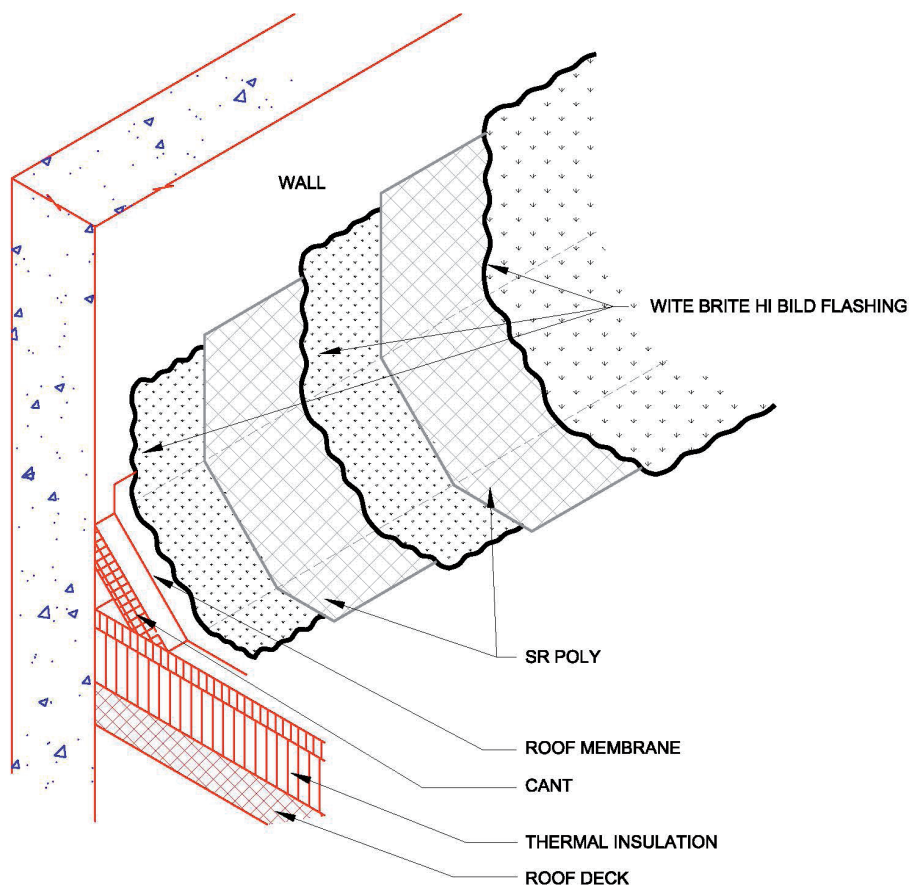 WALL
WITE BRITE HI BILD FLASHING
SR POLY
ROOF MEMBRANE
CANT
THERMAL INSULATION
ROOF DECK